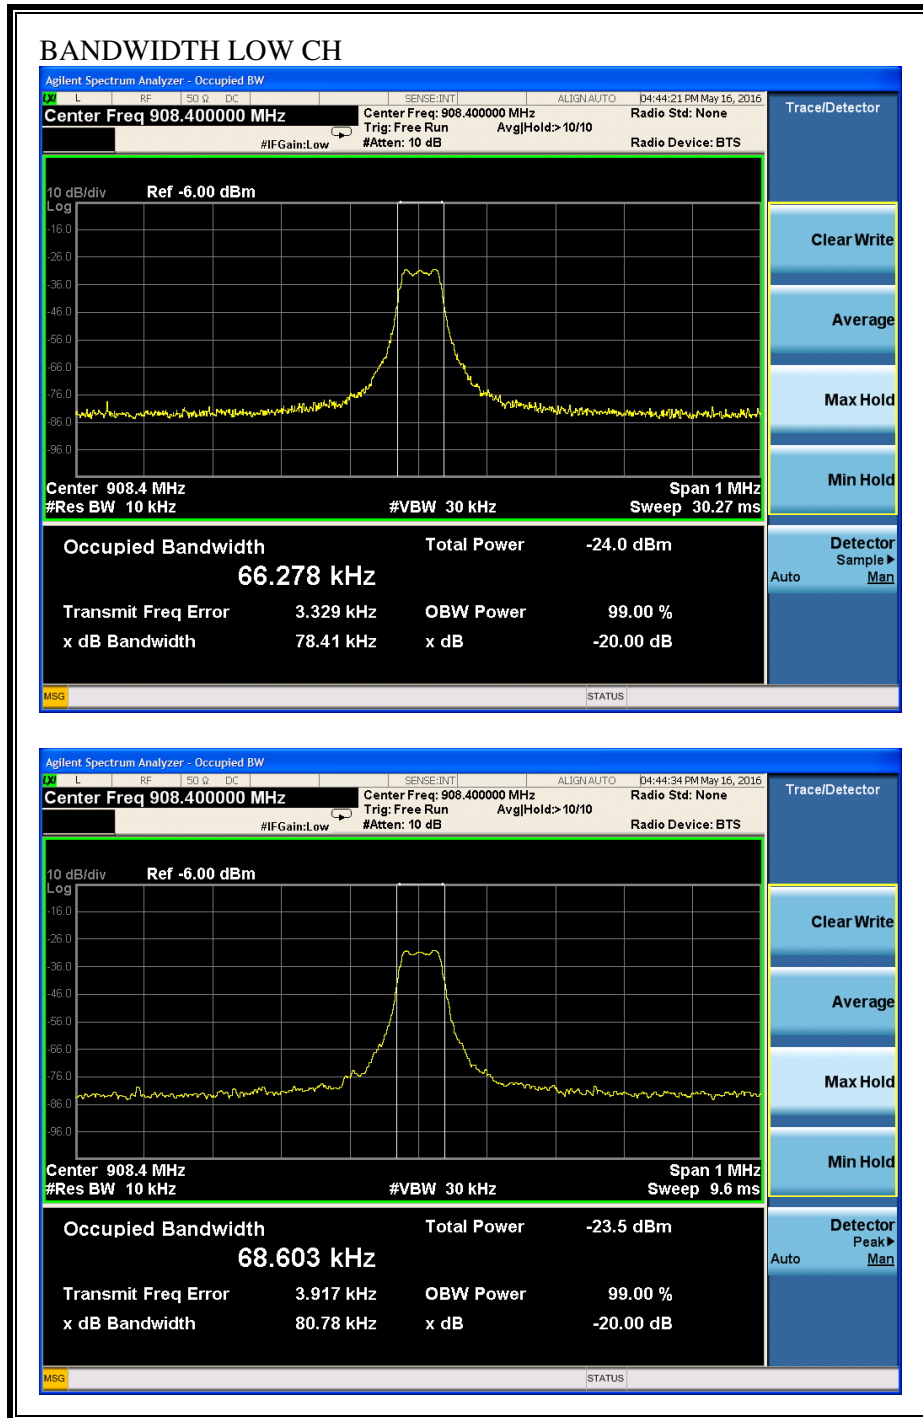 BANDWIDTH LOW CH
Agilent Spectrum Analyzer - Occupied BW
LXI L RF 50 Ω DC SENSE:INT ALIGN AUTO 04:44:21 PM May 16, 2016
Center Freq 908.400000 MHz
Center Freq: 908.400000 MHz Radio Std: None
Trig: Free Run Avg|Hold:> 10/10
#IFGain:Low #Atten: 10 dB Radio Device: BTS
Trace/Detector
10 dB/div Ref -6.00 dBm
Log
-16.0
-26.0
-36.0
-46.0
-56.0
-66.0
-76.0
-86.0
-96.0
Center 908.4 MHz Span 1 MHz
#Res BW 10 kHz #VBW 30 kHz Sweep 30.27 ms
Clear Write
Average
Max Hold
Min Hold
Detector
Sample
Auto Man
Occupied Bandwidth Total Power -24.0 dBm
66.278 kHz
Transmit Freq Error 3.329 kHz OBW Power 99.00 %
x dB Bandwidth 78.41 kHz x dB -20.00 dB
MSG STATUS
Agilent Spectrum Analyzer - Occupied BW
LXI L RF 50 Ω DC SENSE:INT ALIGN AUTO 04:44:34 PM May 16, 2016
Center Freq 908.400000 MHz
Center Freq: 908.400000 MHz Radio Std: None
Trig: Free Run Avg|Hold:> 10/10
#IFGain:Low #Atten: 10 dB Radio Device: BTS
Trace/Detector
10 dB/div Ref -6.00 dBm
Log
-16.0
-26.0
-36.0
-46.0
-56.0
-66.0
-76.0
-86.0
-96.0
Center 908.4 MHz Span 1 MHz
#Res BW 10 kHz #VBW 30 kHz Sweep 9.6 ms
Clear Write
Average
Max Hold
Min Hold
Detector
Peak
Auto Man
Occupied Bandwidth Total Power -23.5 dBm
68.603 kHz
Transmit Freq Error 3.917 kHz OBW Power 99.00 %
x dB Bandwidth 80.78 kHz x dB -20.00 dB
MSG STATUS